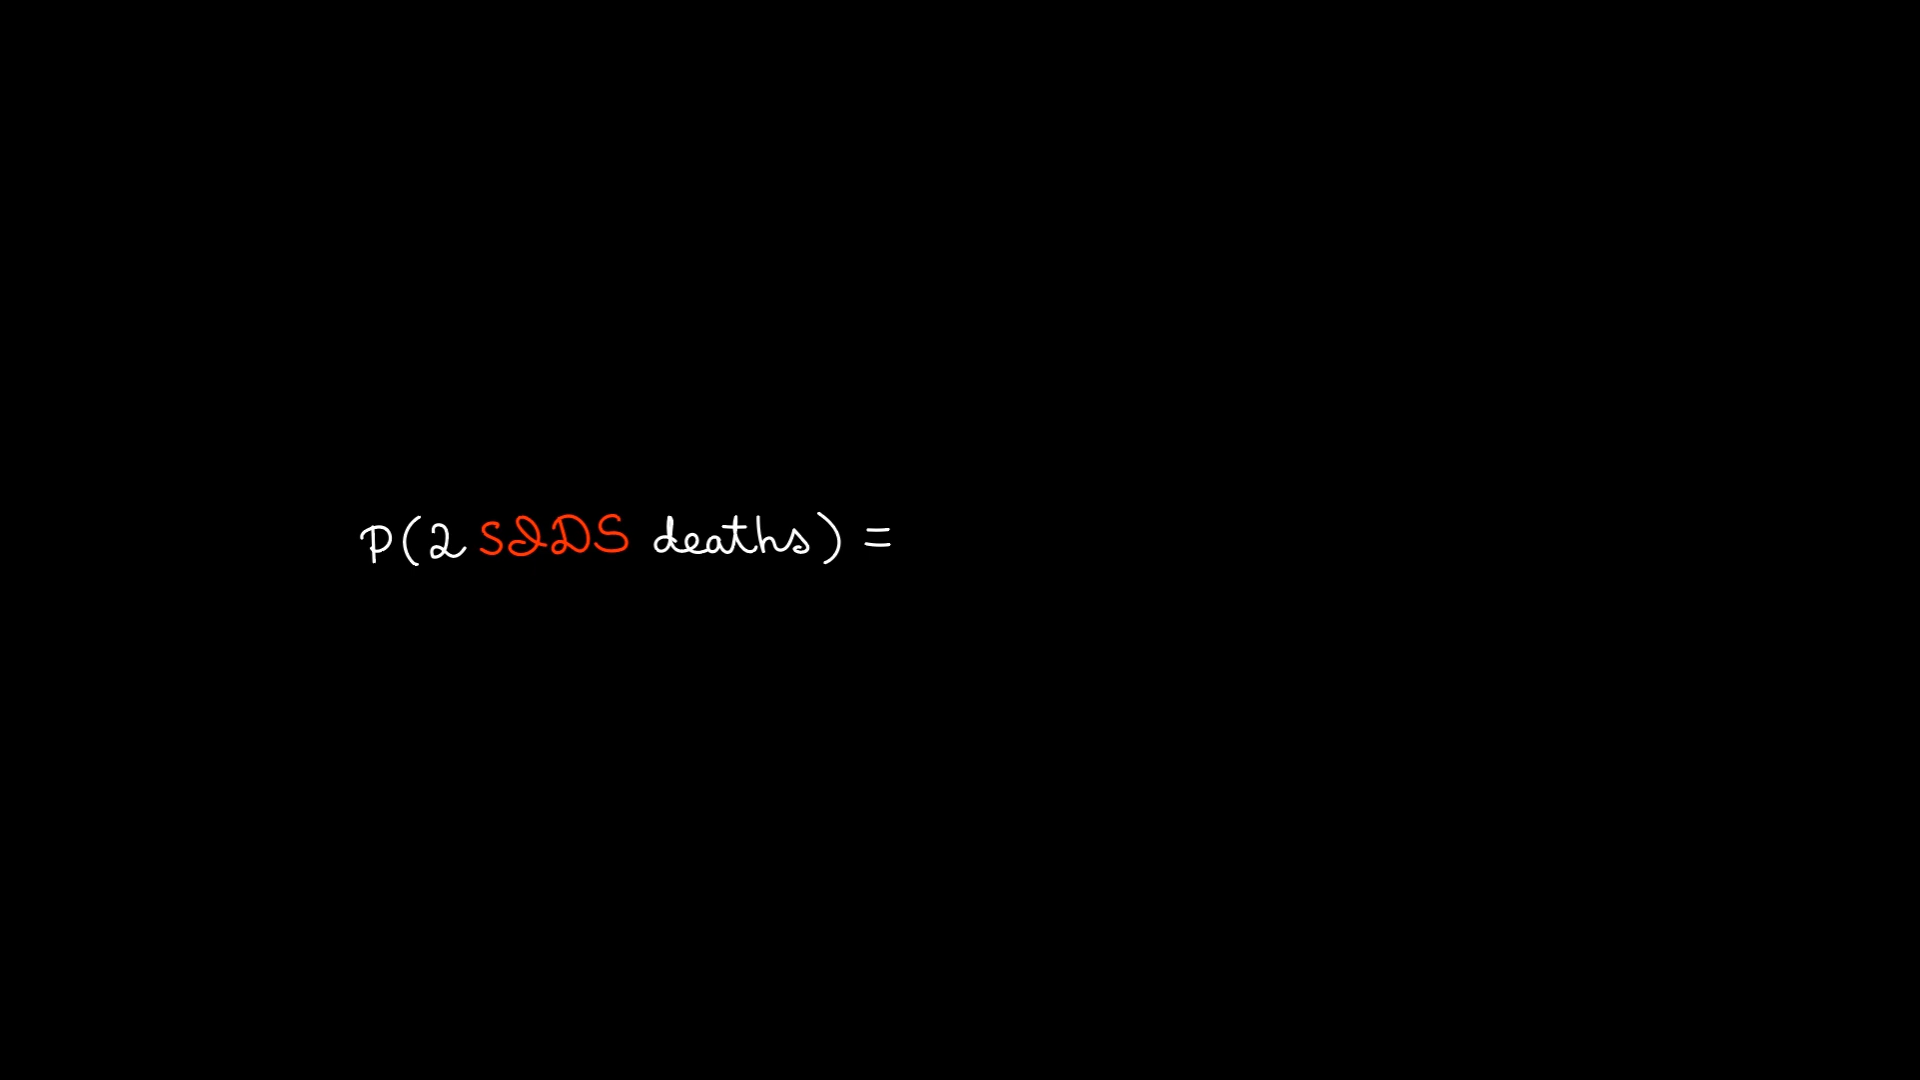 P(2 SIDS deaths) =